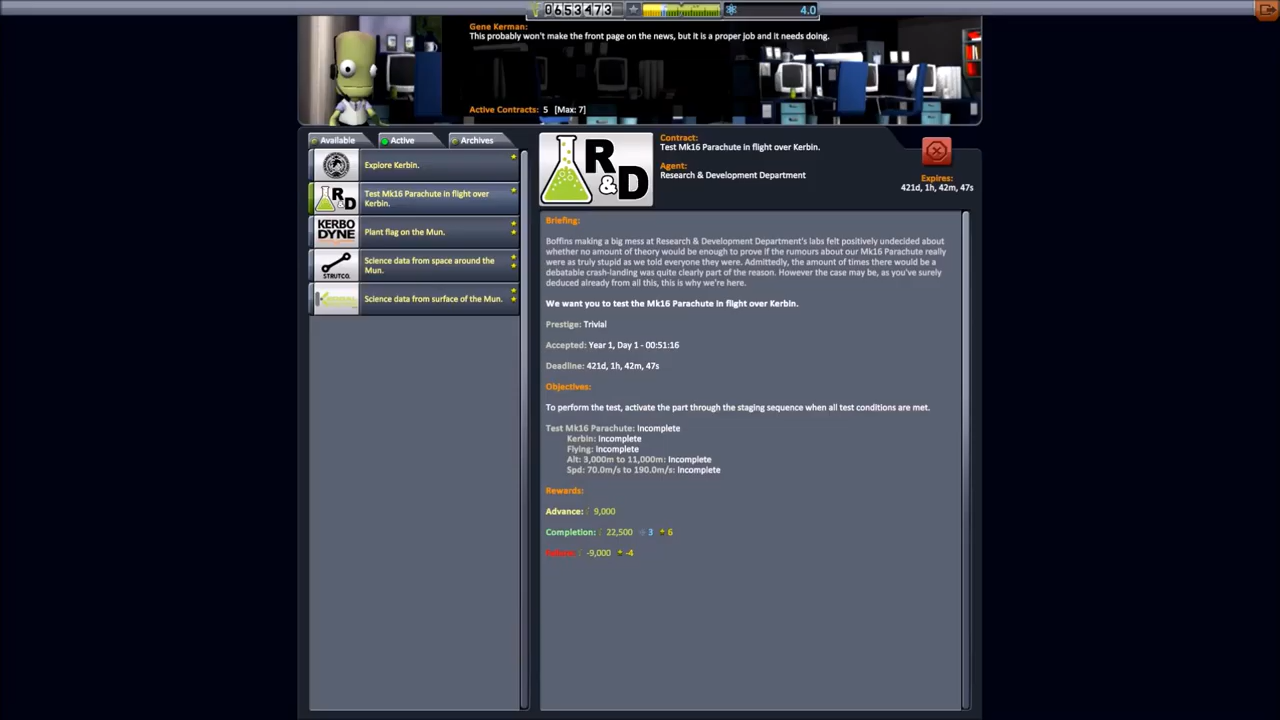 0653473
4.0
Gene Kerman:
This probably won't make the front page on the news, but it is a proper job and it needs doing.
Active Contracts: 5 [Max: 7]
Available
Active
Archives
Explore Kerbin.
Test Mk16 Parachute in flight over
Kerbin.
KERBO
DYNE
Plant flag on the Mun.
STRUTCO.
Science data from space around the
Mun.
Science data from surface of the Mun.
R
&D
Contract:
Test Mk16 Parachute in flight over Kerbin.
Agent:
Research & Development Department
Expires:
421d, 1h, 42m, 47s
Briefing:
Boffins making a big mess at Research & Development Department's labs felt positively undecided about
whether no amount of theory would be enough to prove if the rumours about our Mk16 Parachute really
were as truly stupid as we told everyone they were. Admittedly, the amount of times there would be a
debatable crash-landing was quite clearly part of the reason. However the case may be, as you've surely
deduced already from all this, this is why we're here.
We want you to test the Mk16 Parachute in flight over Kerbin.
Prestige: Trivial
Accepted: Year 1, Day 1 - 00:51:16
Deadline: 421d, 1h, 42m, 47s
Objectives:
To perform the test, activate the part through the staging sequence when all test conditions are met.
Test Mk16 Parachute: Incomplete
Kerbin: Incomplete
Flying: Incomplete
Alt: 3,000m to 11,000m: Incomplete
Spd: 70.0m/s to 190.0m/s: Incomplete
Rewards:
Advance: 9,000
Completion: 22,500 3 6
-9,000 -4